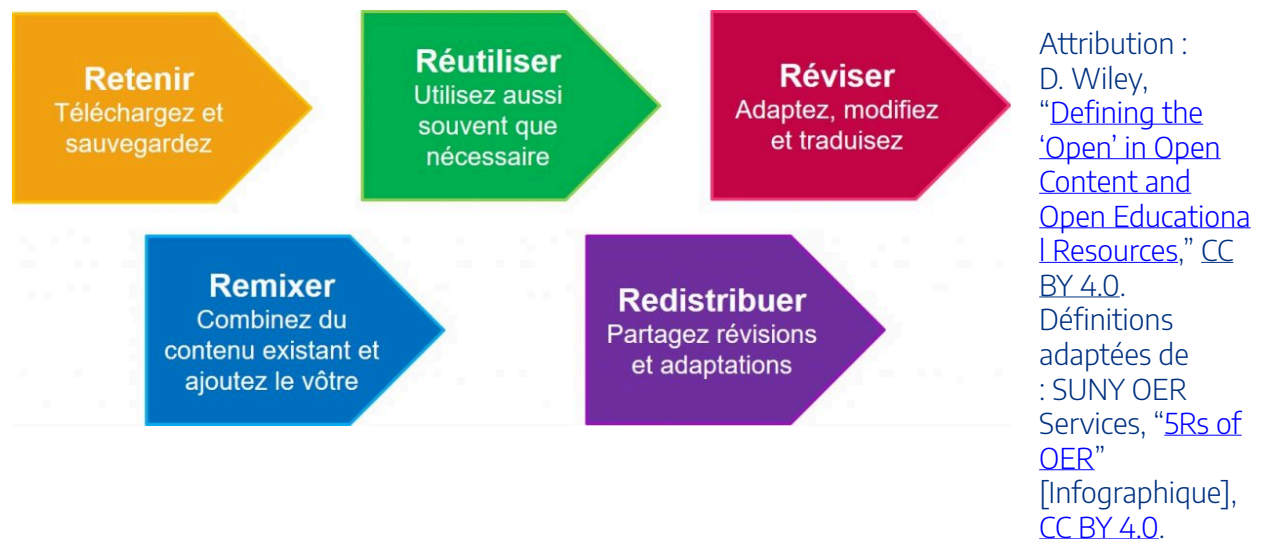 Retenir
Téléchargez et
sauvegardez
Réutiliser
Utilisez aussi
souvent que
nécessaire
Réviser
Adaptez, modifiez
et traduisez
Remixer
Combinez du
contenu existant et
ajoutez le vôtre
Redistribuer
Partagez révisions
et adaptations
Attribution :
D. Wiley,
“Defining the
‘Open’ in Open
Content and
Open Educationa
l Resources,” CC
BY 4.0.
Définitions
adaptées de
: SUNY OER
Services, “5Rs of
OER”
[Infographique],
CC BY 4.0.